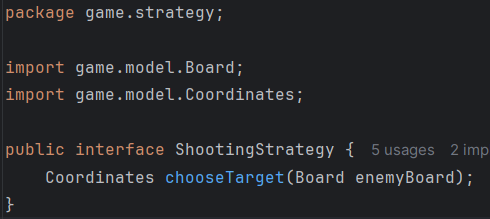 package game.strategy;
import game.model.Board;
import game.model.Coordinates;
public interface ShootingStrategy { 5 usages 2 imp
Coordinates chooseTarget(Board enemyBoard);
}